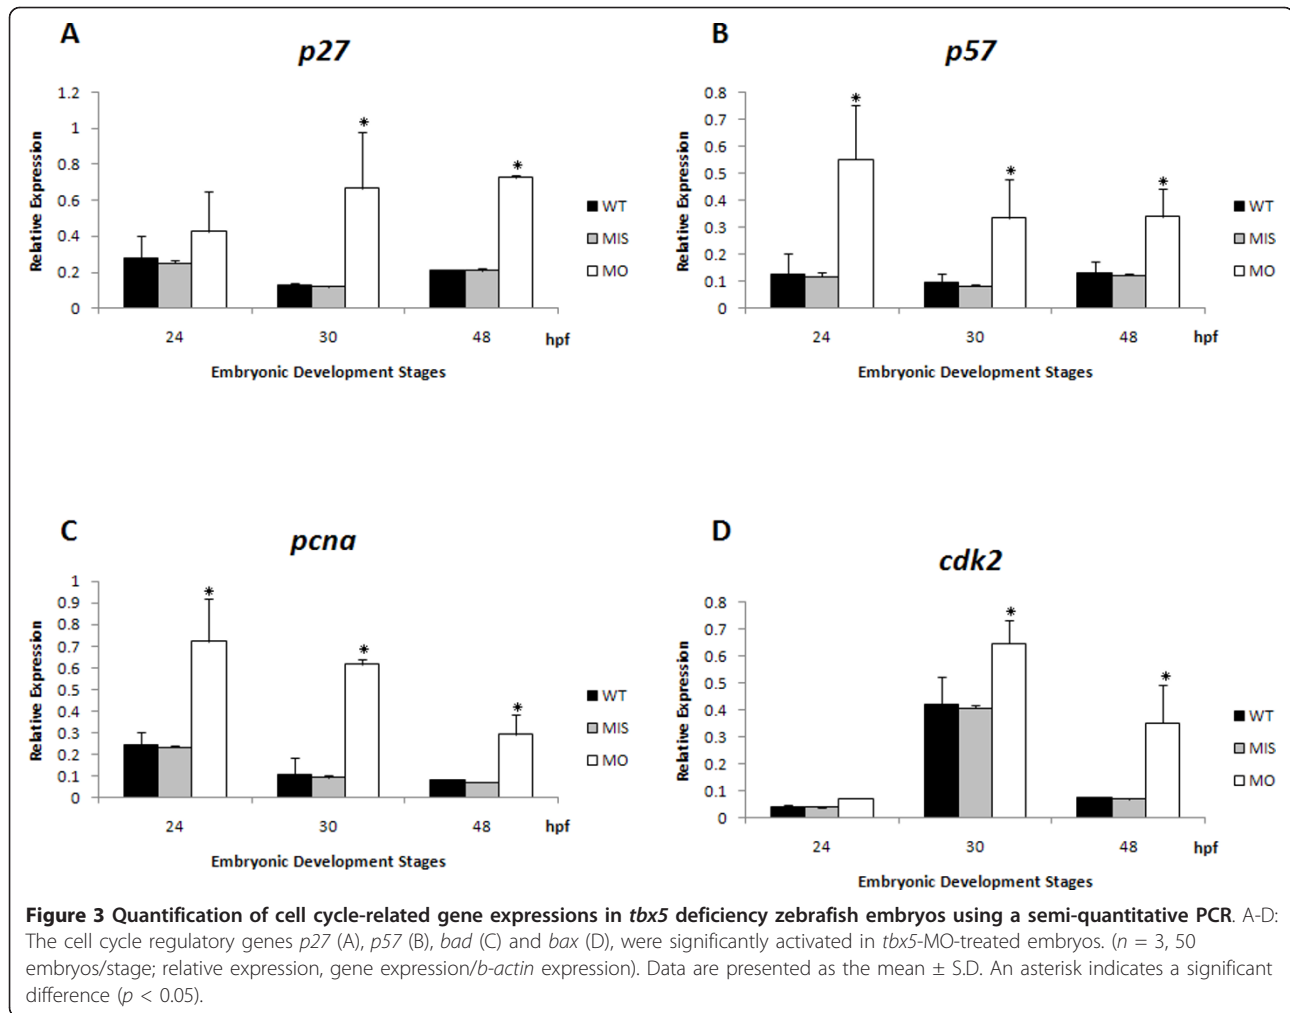 A
p27
1.2
1
0.8
0.6
0.4
0.2
0
Relative Expression
*
*
WT
MIS
MO
24 30 48 hpf
Embryonic Development Stages
B
p57
0.8
0.7
0.6
0.5
0.4
0.3
0.2
0.1
0
Relative Expression
*
*
*
WT
MIS
MO
24 30 48 hpf
Embryonic Development Stages
C
pcna
1
0.9
0.8
0.7
0.6
0.5
0.4
0.3
0.2
0.1
0
Relative Expression
*
*
*
WT
MIS
MO
24 30 48 hpf
Embryonic Development Stages
D
cdk2
0.8
0.7
0.6
0.5
0.4
0.3
0.2
0.1
0
Relative Expression
*
*
WT
MIS
MO
24 30 48 hpf
Embryonic Development Stages
Figure 3 Quantification of cell cycle-related gene expressions in tbx5 deficiency zebrafish embryos using a semi-quantitative PCR. A-D:
The cell cycle regulatory genes p27 (A), p57 (B), bad (C) and bax (D), were significantly activated in tbx5-MO-treated embryos. (n = 3, 50
embryos/stage; relative expression, gene expression/b-actin expression). Data are presented as the mean ± S.D. An asterisk indicates a significant
difference (p < 0.05).